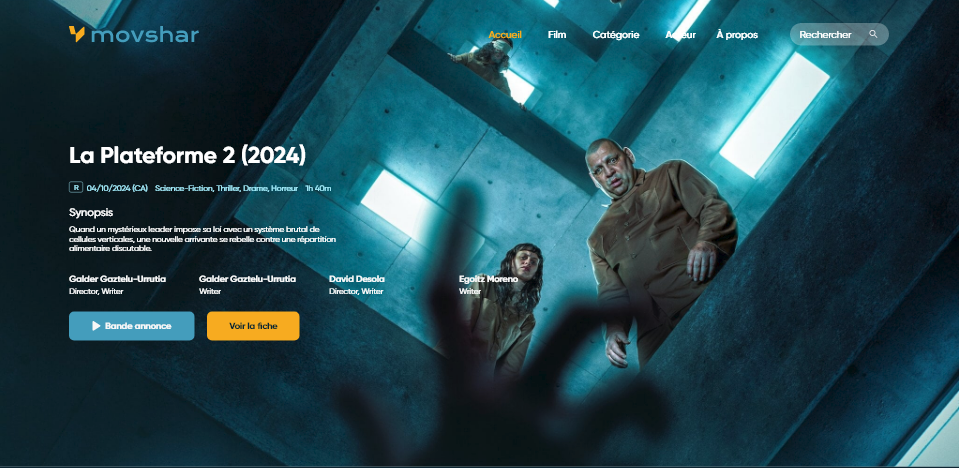 movshar
Accueil Film Catégorie Acteur À propos Rechercher
La Plateforme 2 (2024)
R 04/10/2024 (CA) Science-Fiction, Thriller, Drame, Horreur 1h 40m
Synopsis
Quand un mystérieux leader impose sa loi avec un système brutal de
cellules verticales, une nouvelle arrivante se rebelle contre une répartition
alimentaire discutable.
Galder Gaztelu-Urrutia Galder Gaztelu-Urrutia David Desola Egoitz Moreno
Director, Writer Writer Director, Writer Writer
Bande annonce Voir la fiche